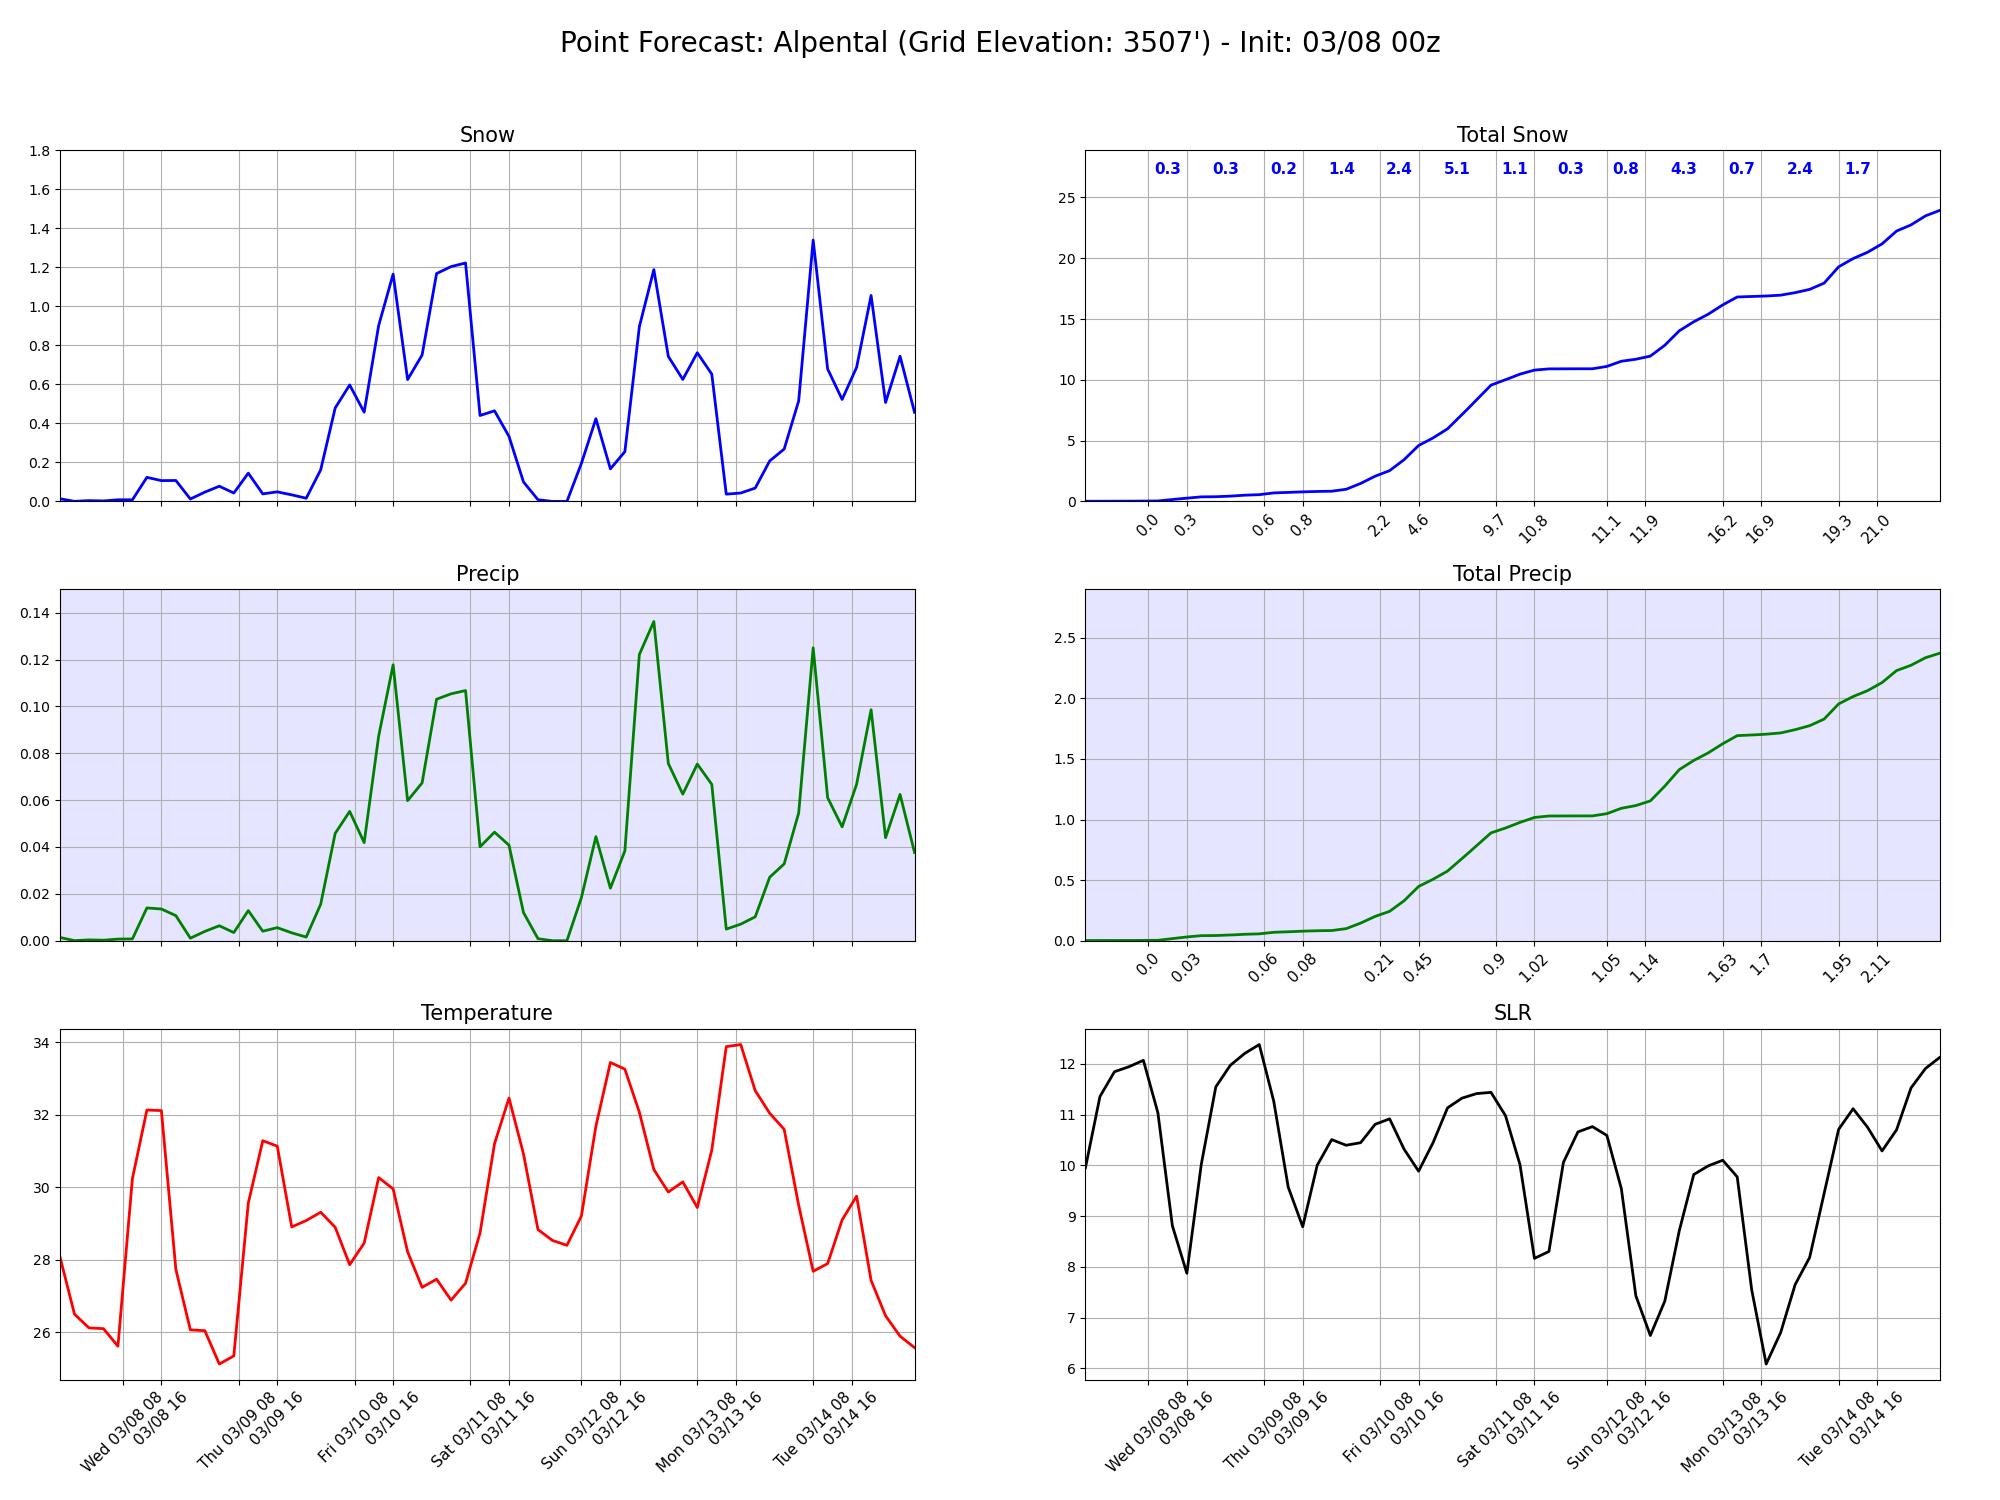 Point Forecast: Alpental (Grid Elevation: 3507') - Init: 03/08 00z
Snow
1.8
1.6
1.4
1.2
1.0
0.8
0.6
0.4
0.2
0.0
Total Snow
0.3 0.3 0.2 1.4 2.4 5.1 1.1 0.3 0.8 4.3 0.7 2.4 1.7
25
20
15
10
5
0
0.0 0.3 0.6 0.8 2.2 4.6 9.7 10.8 11.1 11.9 16.2 16.9 19.3 21.0
Precip
0.14
0.12
0.10
0.08
0.06
0.04
0.02
0.00
Total Precip
2.5
2.0
1.5
1.0
0.5
0.0
0.0 0.03 0.06 0.08 0.21 0.45 0.9 1.02 1.05 1.14 1.63 1.7 1.95 2.11
Temperature
34
32
30
28
26
Wed 03/08 08
03/08 16
Thu 03/09 08
03/09 16
Fri 03/10 08
03/10 16
Sat 03/11 08
03/11 16
Sun 03/12 08
03/12 16
Mon 03/13 08
03/13 16
Tue 03/14 08
03/14 16
SLR
12
11
10
9
8
7
6
Wed 03/08 08
03/08 16
Thu 03/09 08
03/09 16
Fri 03/10 08
03/10 16
Sat 03/11 08
03/11 16
Sun 03/12 08
03/12 16
Mon 03/13 08
03/13 16
Tue 03/14 08
03/14 16